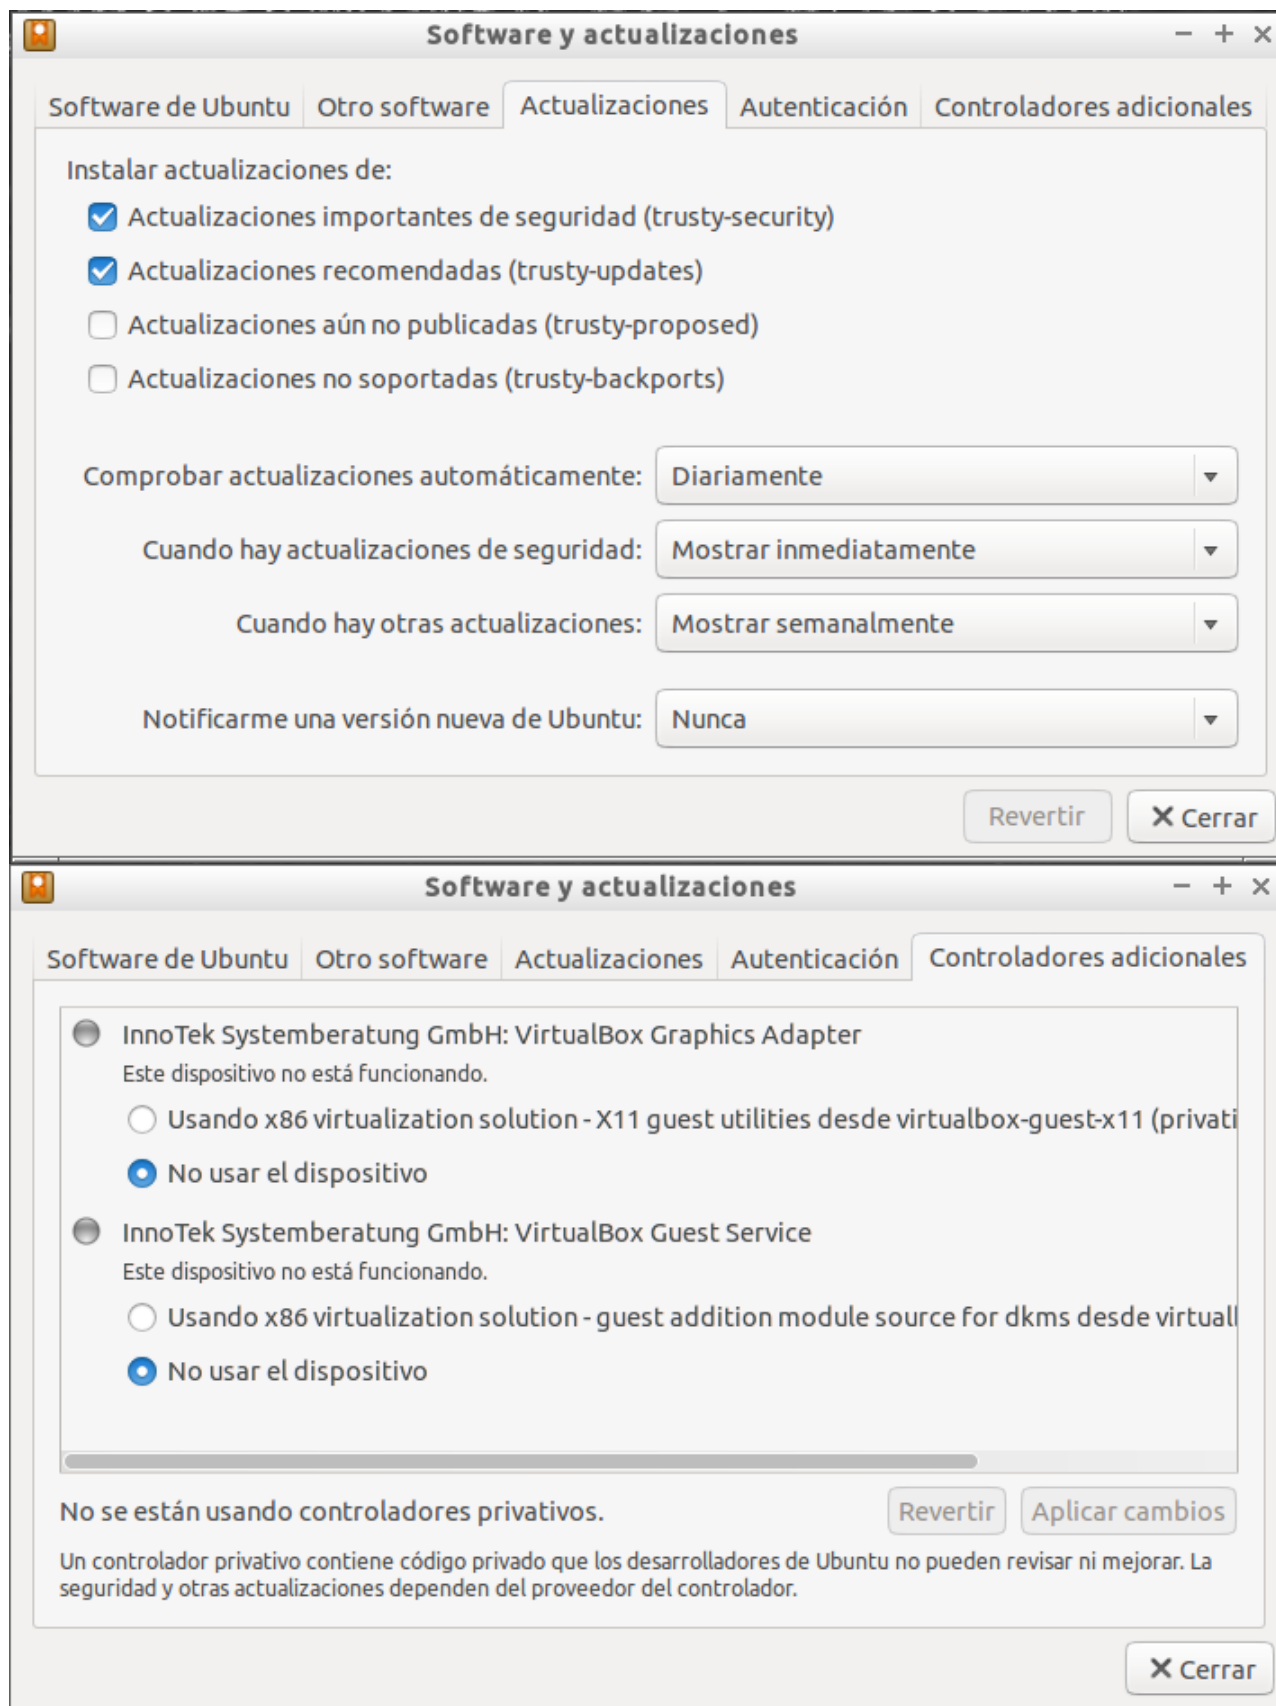 Software y actualizaciones
Software de Ubuntu
Otro software
Actualizaciones
Autenticación
Controladores adicionales
Instalar actualizaciones de:
Actualizaciones importantes de seguridad (trusty-security)
Actualizaciones recomendadas (trusty-updates)
Actualizaciones aún no publicadas (trusty-proposed)
Actualizaciones no soportadas (trusty-backports)
Comprobar actualizaciones automáticamente: Diariamente
Cuando hay actualizaciones de seguridad: Mostrar inmediatamente
Cuando hay otras actualizaciones: Mostrar semanalmente
Notificarme una versión nueva de Ubuntu: Nunca
Revertir
Cerrar
Software y actualizaciones
Software de Ubuntu
Otro software
Actualizaciones
Autenticación
Controladores adicionales
InnoTek Systemberatung GmbH: VirtualBox Graphics Adapter
Este dispositivo no está funcionando.
Usando x86 virtualization solution - X11 guest utilities desde virtualbox-guest-x11 (privati
No usar el dispositivo
InnoTek Systemberatung GmbH: VirtualBox Guest Service
Este dispositivo no está funcionando.
Usando x86 virtualization solution - guest addition module source for dkms desde virtual
No usar el dispositivo
No se están usando controladores privativos.
Revertir
Aplicar cambios
Un controlador privativo contiene código privado que los desarrolladores de Ubuntu no pueden revisar ni mejorar. La
seguridad y otras actualizaciones dependen del proveedor del controlador.
Cerrar